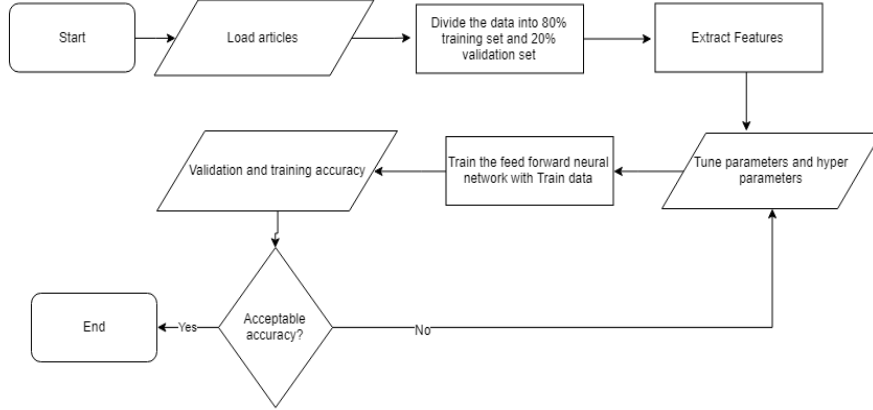 Start
Load articles
Divide the data into 80%
training set and 20%
validation set
Extract Features
Tune parameters and hyper
parameters
Train the feed forward neural
network with Train data
Validation and training accuracy
Acceptable
accuracy?
Yes
End
No